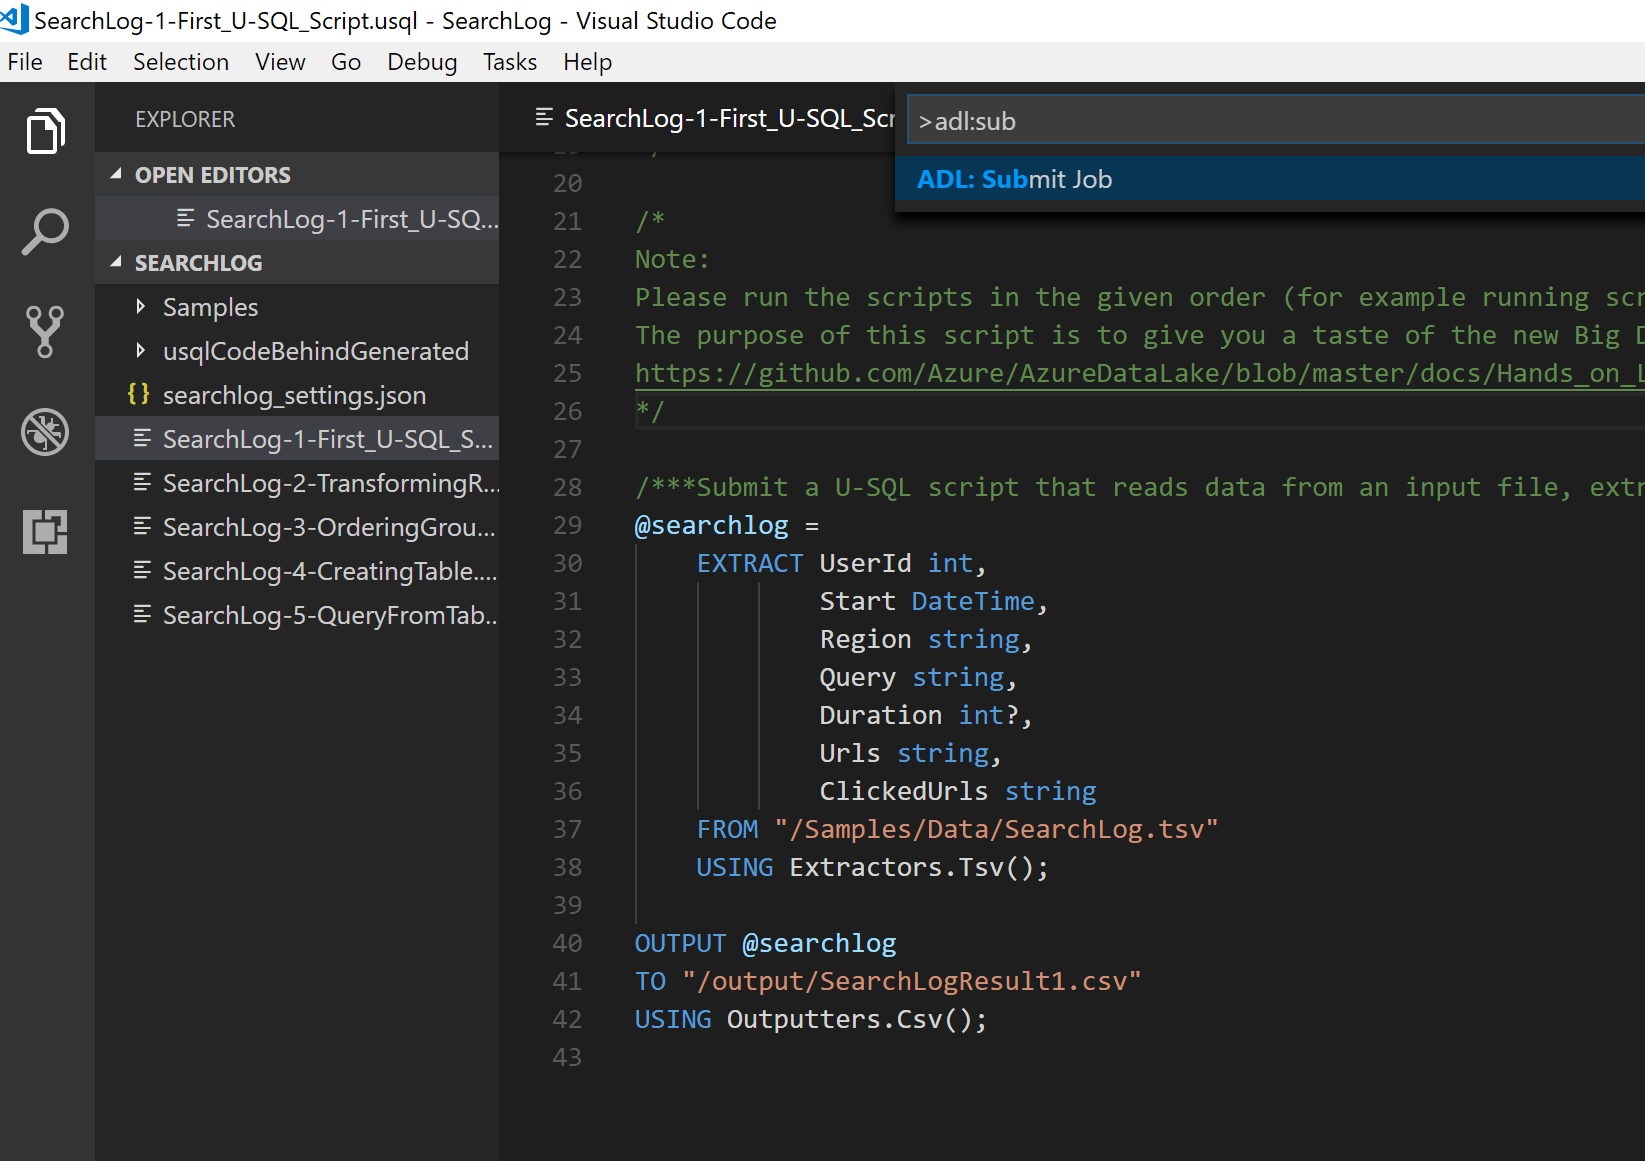 SearchLog-1-First_U-SQL_Script.usql - SearchLog - Visual Studio Code
File Edit Selection View Go Debug Tasks Help
EXPLORER
OPEN EDITORS
SearchLog-1-First_U-SQ...
SEARCHLOG
Samples
usqlCodeBehindGenerated
{} searchlog_settings.json
SearchLog-1-First_U-SQL_S...
SearchLog-2-TransformingR...
SearchLog-3-OrderingGrou...
SearchLog-4-CreatingTable....
SearchLog-5-QueryFromTab...
SearchLog-1-First_U-SQL_Scr
>adl:sub
ADL: Submit Job
20
21 /*
22 Note:
23 Please run the scripts in the given order (for example running scr
24 The purpose of this script is to give you a taste of the new Big D
25 https://github.com/Azure/AzureDataLake/blob/master/docs/Hands_on_L
26 */
27
28 /***Submit a U-SQL script that reads data from an input file, extr
29 @searchlog =
30 EXTRACT UserId int,
31 Start DateTime,
32 Region string,
33 Query string,
34 Duration int?,
35 Urls string,
36 ClickedUrls string
37 FROM "/Samples/Data/SearchLog.tsv"
38 USING Extractors.Tsv();
39
40 OUTPUT @searchlog
41 TO "/output/SearchLogResult1.csv"
42 USING Outputters.Csv();
43